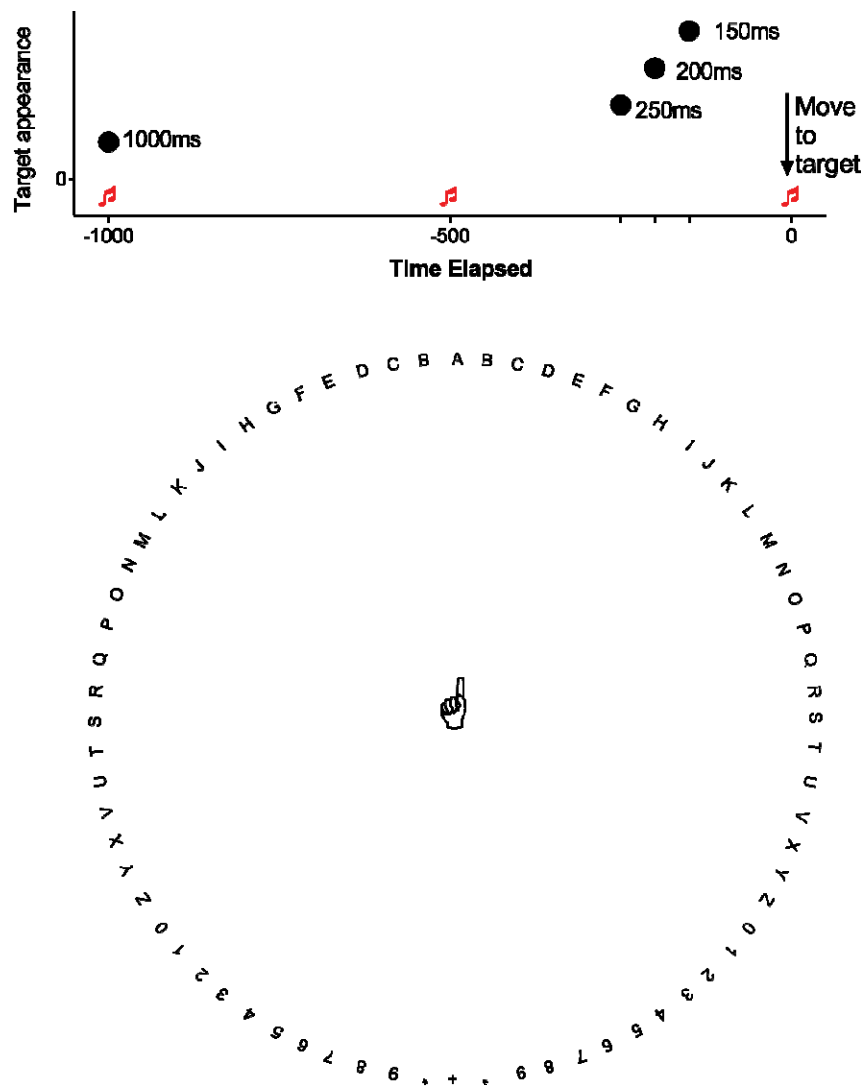 Target appearance
150ms
200ms
250ms
1000ms
Move
to
target
0
-1000 -500 0
Time Elapsed
A B C D E F G H I J K L M N O P Q R S T U V X Y Z 0 1 2 3 4 5 6 7 8 9 + 9 8 7 6 5 4 3 2 1 0 Z Y X V U T S R Q P O N M L K J I H G F E D C B